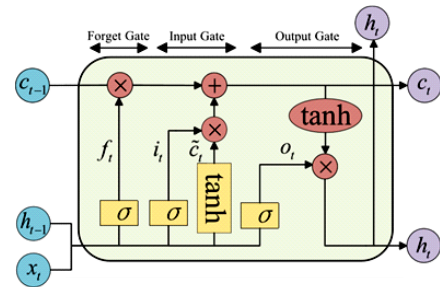 Forget Gate Input Gate Output Gate
h_t
c_{t-1} × + c_t
tanh
f_t i_t × c̃_t o_t ×
σ σ tanh σ
h_{t-1} h_t
x_t